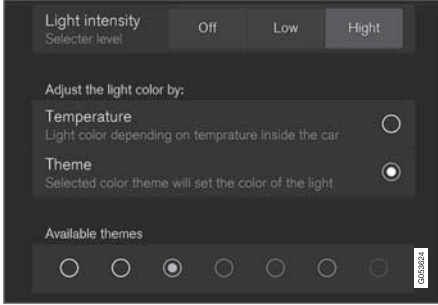 Light intensity
Selecter level
Off
Low
Hight
Adjust the light color by:
Temperature
Light color depending on temprature inside the car
Theme
Selected color theme will set the color of the light
Available themes
G053624